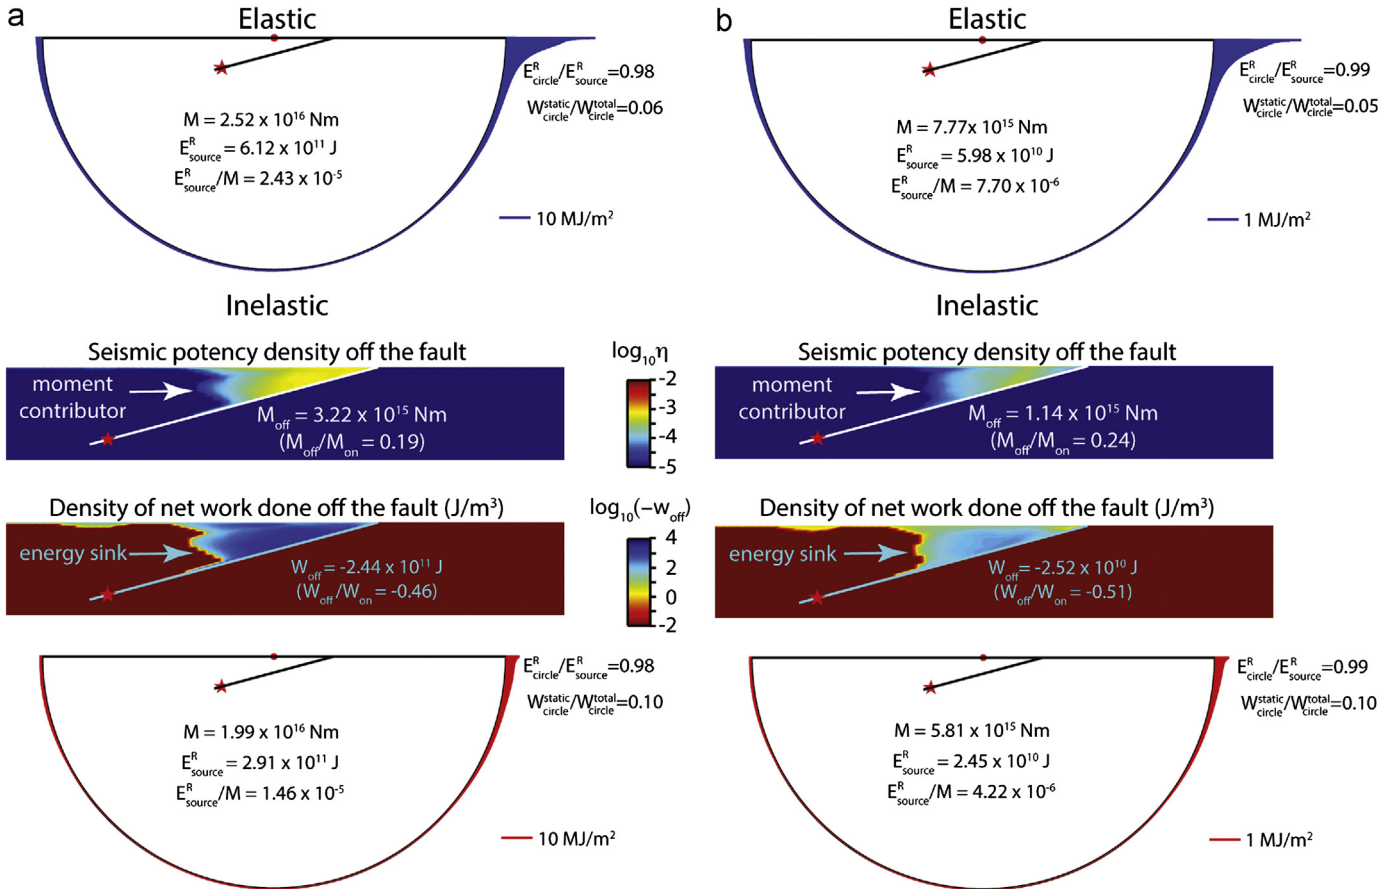 a
Elastic
E^R_circle/E^R_source=0.98
W^static_circle/W^total_circle=0.06
M = 2.52 x 10^16 Nm
E^R_source = 6.12 x 10^11 J
E^R_source/M = 2.43 x 10^-5
10 MJ/m^2
Inelastic
Seismic potency density off the fault
moment
contributor
M_off = 3.22 x 10^15 Nm
(M_off/M_on = 0.19)
log_10 η
-2
-3
-4
-5
Density of net work done off the fault (J/m^3)
energy sink
W_off = -2.44 x 10^11 J
(W_off/W_on = -0.46)
log_10(−w_off)
4
2
0
-2
E^R_circle/E^R_source=0.98
W^static_circle/W^total_circle=0.10
M = 1.99 x 10^16 Nm
E^R_source = 2.91 x 10^11 J
E^R_source/M = 1.46 x 10^-5
10 MJ/m^2
b
Elastic
E^R_circle/E^R_source=0.99
W^static_circle/W^total_circle=0.05
M = 7.77x 10^15 Nm
E^R_source = 5.98 x 10^10 J
E^R_source/M = 7.70 x 10^-6
1 MJ/m^2
Inelastic
Seismic potency density off the fault
moment
contributor
M_off = 1.14 x 10^15 Nm
(M_off/M_on = 0.24)
Density of net work done off the fault (J/m^3)
energy sink
W_off = -2.52 x 10^10 J
(W_off/W_on = -0.51)
E^R_circle/E^R_source=0.99
W^static_circle/W^total_circle=0.10
M = 5.81 x 10^15 Nm
E^R_source = 2.45 x 10^10 J
E^R_source/M = 4.22 x 10^-6
1 MJ/m^2